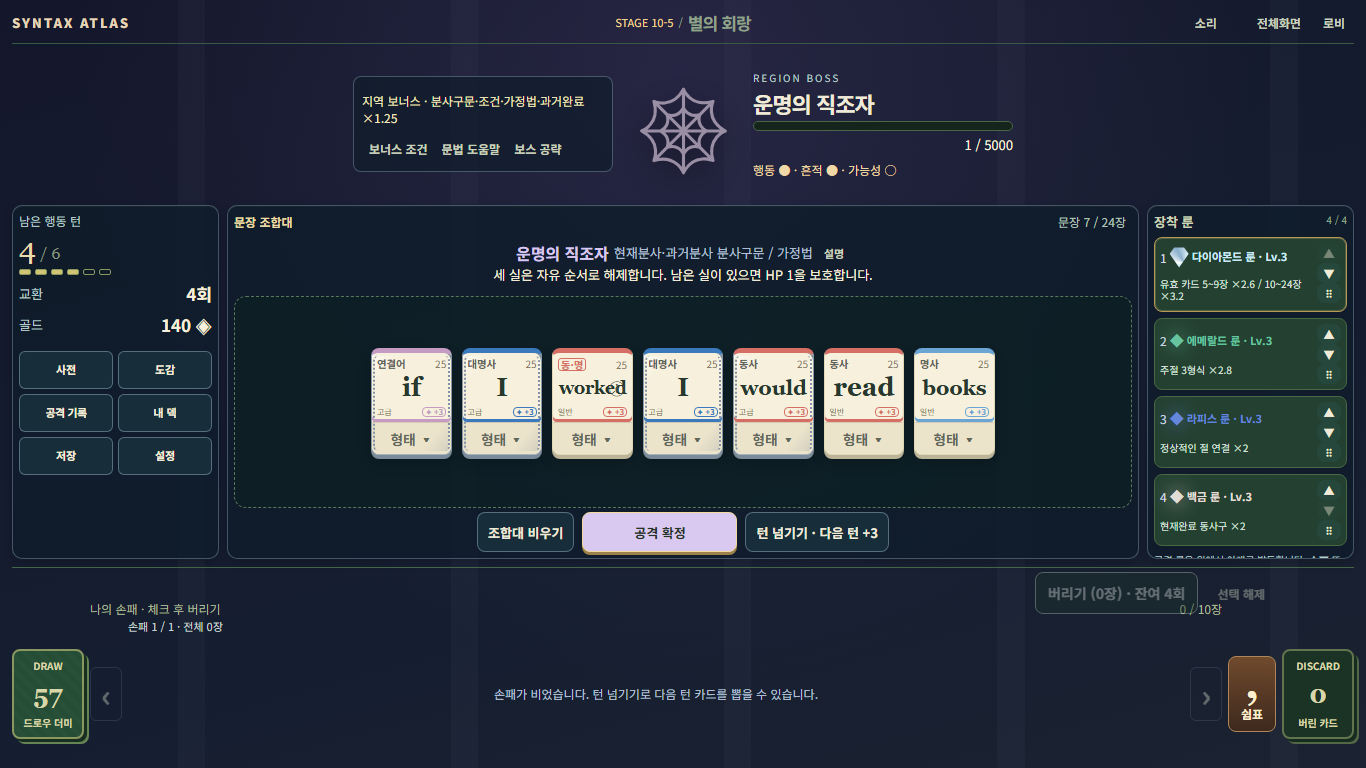 SYNTAX ATLAS
STAGE 10-5 / 별의 회랑
소리 전체화면 로비
지역 보너스 · 분사구문·조건·가정법·과거완료
×1.25
보너스 조건 문법 도움말 보스 공략
REGION BOSS
운명의 직조자
1 / 5000
행동 · 흔적 · 가능성
남은 행동 턴
4 / 6
교환 4회
골드 140
사전 도감
공격 기록 내 덱
저장 설정
문장 조합대 문장 7 / 24장
운명의 직조자 현재분사·과거분사 분사구문 / 가정법 설명
세 실은 자유 순서로 해제합니다. 남은 실이 있으면 HP 1을 보호합니다.
연결어 25 대명사 25 동·명 25 대명사 25 동사 25 동사 25 명사 25
if I worked I would read books
고급 +3 고급 +3 일반 +3 고급 +3 고급 +3 일반 +3 일반 +3
형태 형태 형태 형태 형태 형태 형태
조합대 비우기 공격 확정 턴 넘기기 · 다음 턴 +3
장착 룬 4 / 4
1 다이아몬드 룬 · Lv.3
유효 카드 5~9장 ×2.6 / 10~24장
×3.2
2 에메랄드 룬 · Lv.3
주절 3형식 ×2.8
3 라피스 룬 · Lv.3
정상적인 절 연결 ×2
4 백금 룬 · Lv.3
현재완료 동사구 ×2
나의 손패 · 체크 후 버리기
손패 1 / 1 · 전체 0장
버리기 (0장) · 잔여 4회 선택 해제
0 / 10장
DRAW
57
드로우 더미
손패가 비었습니다. 턴 넘기기로 다음 턴 카드를 뽑을 수 있습니다.
,
쉼표
DISCARD
0
버린 카드